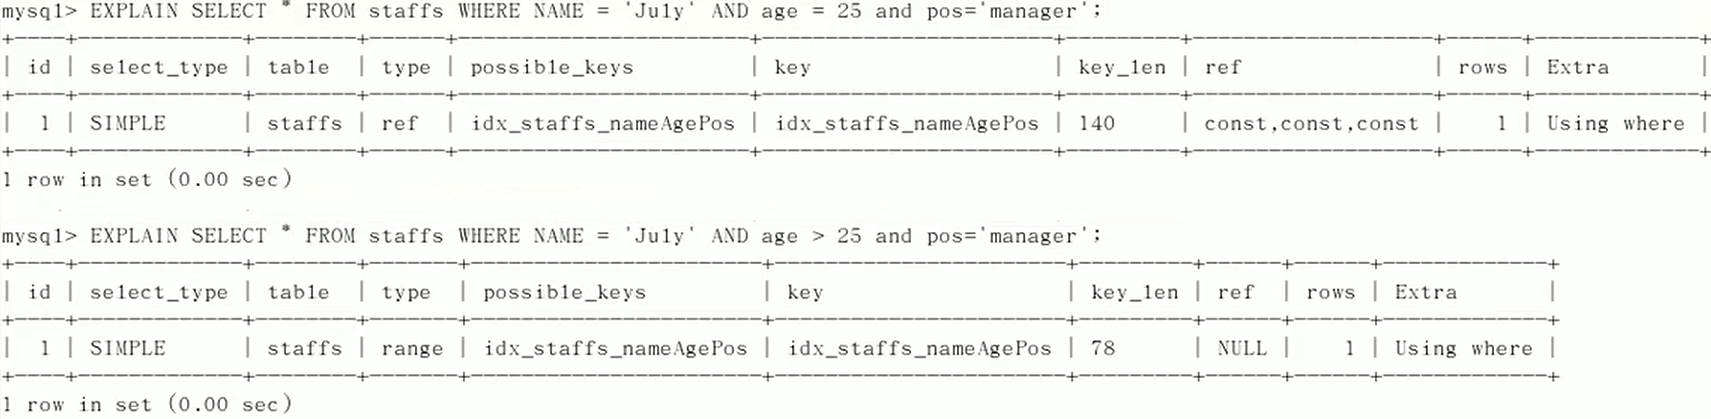 mysql> EXPLAIN SELECT * FROM staffs WHERE NAME = 'July' AND age = 25 and pos='manager';
+----+-------------+--------+------+-----------------------+-----------------------+---------+-------------------+------+-------------+
| id | select_type | table | type | possible_keys | key | key_len | ref | rows | Extra |
+----+-------------+--------+------+-----------------------+-----------------------+---------+-------------------+------+-------------+
| 1 | SIMPLE | staffs | ref | idx_staffs_nameAgePos | idx_staffs_nameAgePos | 140 | const,const,const | 1 | Using where |
+----+-------------+--------+------+-----------------------+-----------------------+---------+-------------------+------+-------------+
1 row in set (0.00 sec)
mysql> EXPLAIN SELECT * FROM staffs WHERE NAME = 'July' AND age > 25 and pos='manager';
+----+-------------+--------+-------+-----------------------+-----------------------+---------+------+------+-------------+
| id | select_type | table | type | possible_keys | key | key_len | ref | rows | Extra |
+----+-------------+--------+-------+-----------------------+-----------------------+---------+------+------+-------------+
| 1 | SIMPLE | staffs | range | idx_staffs_nameAgePos | idx_staffs_nameAgePos | 78 | NULL | 1 | Using where |
+----+-------------+--------+-------+-----------------------+-----------------------+---------+------+------+-------------+
1 row in set (0.00 sec)